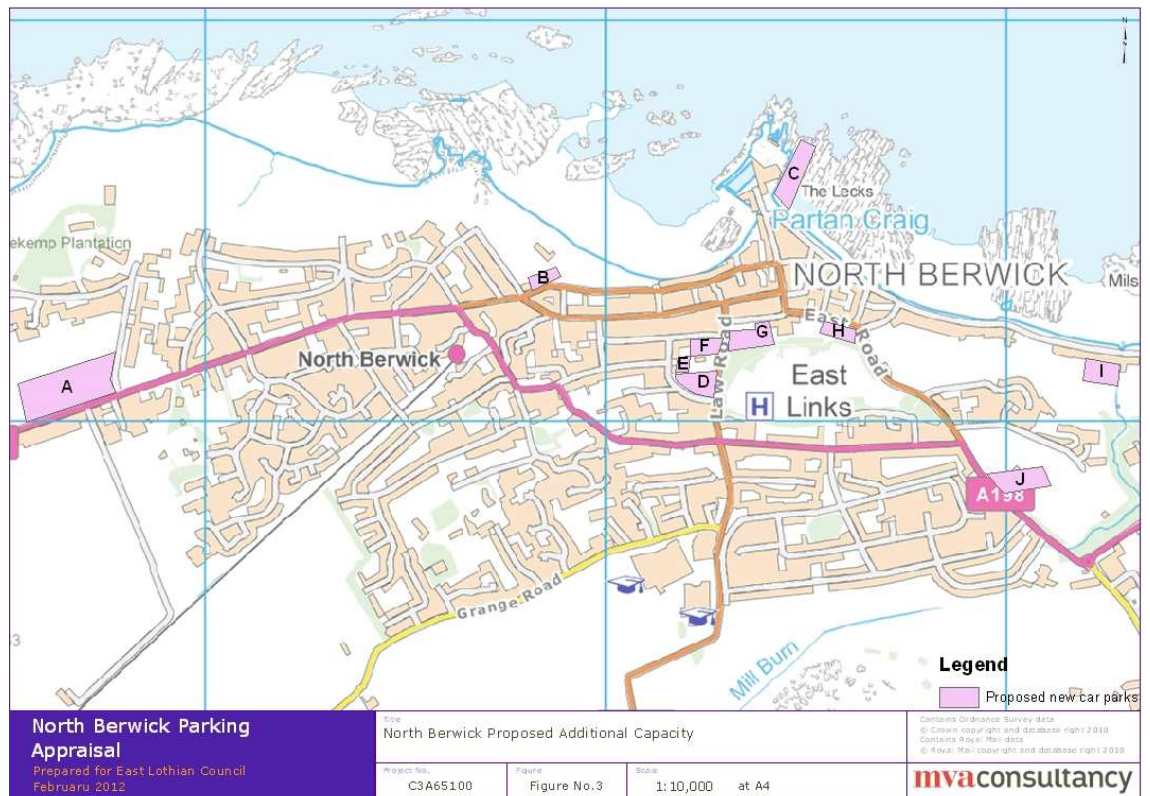 N
ekemp Plantation
C
The Lecks
Partan Craig
NORTH BERWICK
Mils
B
East Road
H
G
F
E
D
Law Road
I
North Berwick
A
East
Links
H
J
A198
Grange Road
3
Mill Burn
Legend
Proposed new car parks
North Berwick Parking
Appraisal
Prepared for East Lothian Council
February 2012
Title
North Berwick Proposed Additional Capacity
Project No.
C3A65100
Figure
Figure No.3
Scale
1:10,000 at A4
Contains Ordnance Survey data
© Crown copyright and database right 2010
Contains Royal Mail data
© Royal Mail copyright and database right 2010
mvaconsultancy